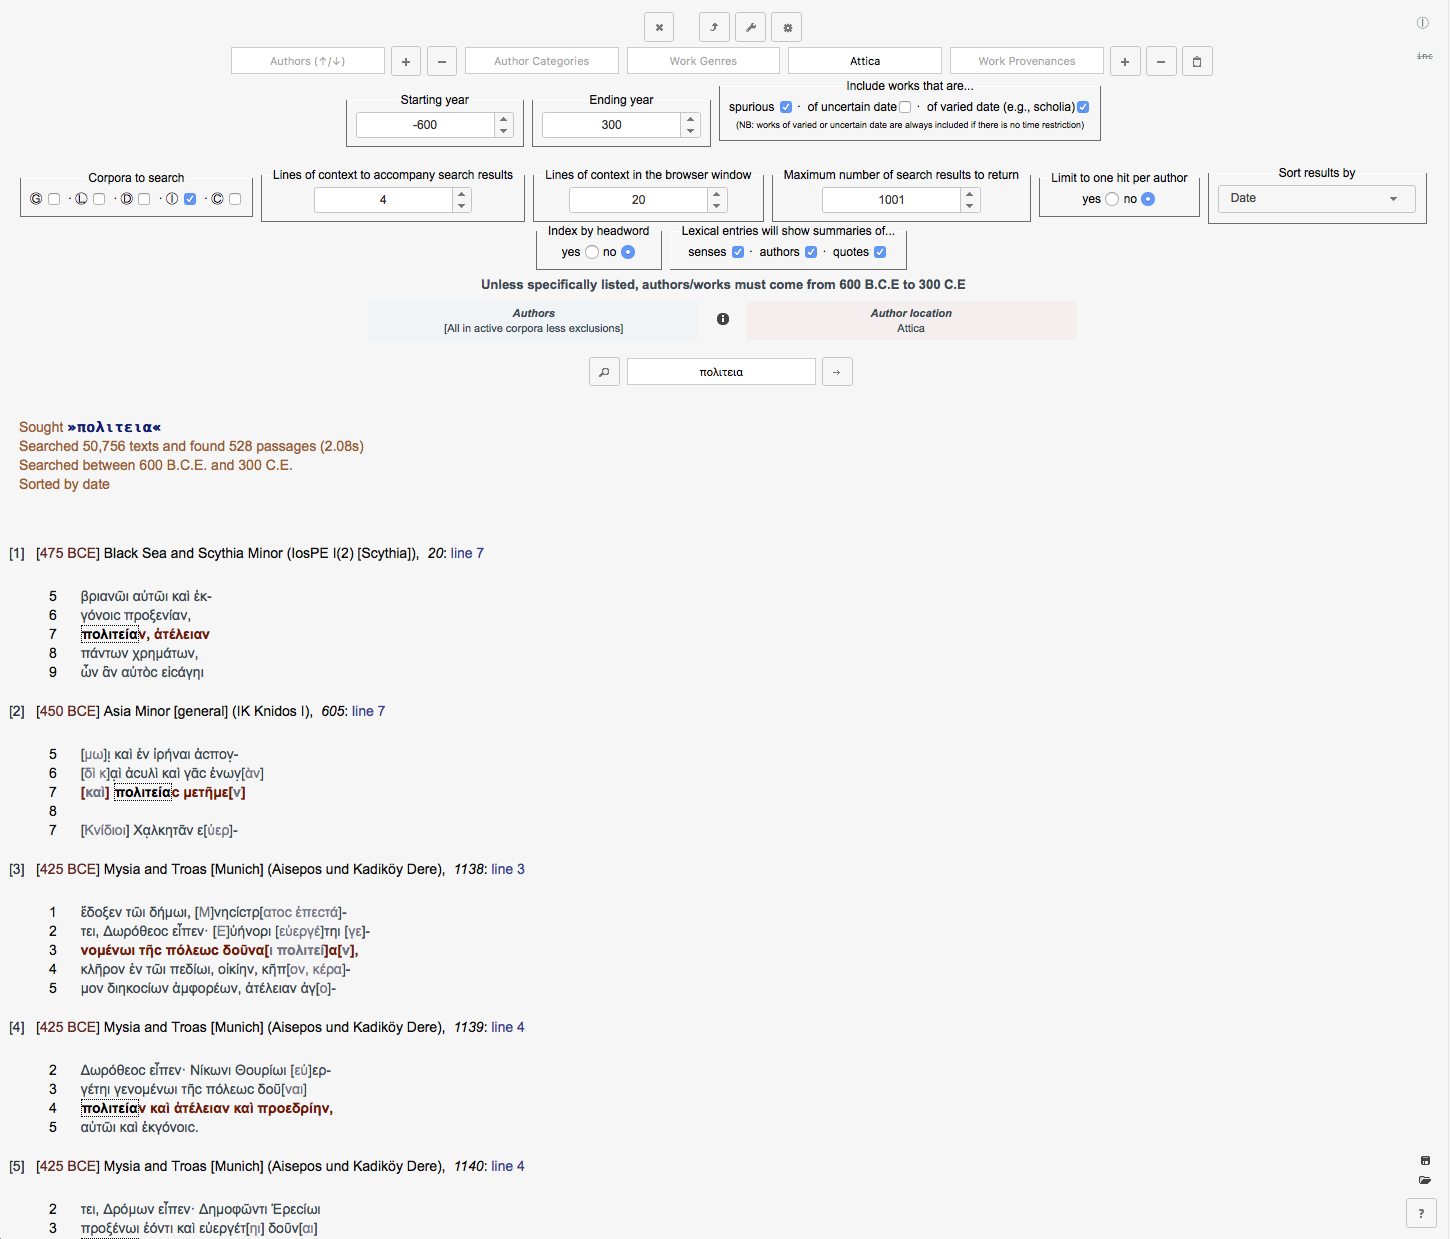 Authors (↑/↓) + − Author Categories Work Genres Attica Work Provenances + −
inc
Starting year
-600
Ending year
300
Include works that are...
spurious · of uncertain date · of varied date (e.g., scholia)
(NB: works of varied or uncertain date are always included if there is no time restriction)
Corpora to search
Ⓖ · Ⓛ · Ⓓ · Ⓘ · Ⓒ
Lines of context to accompany search results
4
Lines of context in the browser window
20
Maximum number of search results to return
1001
Limit to one hit per author
yes no
Sort results by
Date
Index by headword
yes no
Lexical entries will show summaries of...
senses · authors · quotes
Unless specifically listed, authors/works must come from 600 B.C.E to 300 C.E
Authors
[All in active corpora less exclusions]
Author location
Attica
πολιτεια →
Sought »πολιτεια«
Searched 50,756 texts and found 528 passages (2.08s)
Searched between 600 B.C.E. and 300 C.E.
Sorted by date
[1] [475 BCE] Black Sea and Scythia Minor (IosPE I(2) [Scythia]), 20: line 7
5 βριανῶι αὐτῶι καὶ ἐκ-
6 γόνοιϲ προξενίαν,
7 πολιτείαν, ἀτέλειαν
8 πάντων χρημάτων,
9 ὧν ἂν αὐτὸϲ εἰϲάγηι
[2] [450 BCE] Asia Minor [general] (IK Knidos I), 605: line 7
5 [μω]ι̣ καὶ ἐν ἰρήναι ἀϲπον̣-
6 [δὶ κ]α̣ὶ ἀϲυλὶ καὶ γᾶϲ ἐνων̣[ὰν]
7 [καὶ] πολιτείαϲ μετῆμε[ν]
8
7 [Κνίδιοι] Χα̣λκητᾶν ε[ὐερ]-
[3] [425 BCE] Mysia and Troas [Munich] (Aisepos und Kadiköy Dere), 1138: line 3
1 ἔδοξεν τῶι δήμωι, [Μ]νηϲίϲτρ[ατοϲ ἐπεϲτά]-
2 τει, Δωρόθεοϲ εἶπεν· [Ε]ὐήνορι [εὐεργέ]τηι [γε]-
3 νομένωι τῆϲ πόλεωϲ δοῦνα[ι πολιτεί]α[ν],
4 κλῆρον ἐν τῶι πεδίωι, οἰκίην, κῆπ[ον, κέρα]-
5 μον διηκοϲίων ἀμφορέων, ἀτέλειαν ἀγ[ο]-
[4] [425 BCE] Mysia and Troas [Munich] (Aisepos und Kadiköy Dere), 1139: line 4
2 Δωρόθεοϲ εἶπεν· Νίκωνι Θουρίωι [εὐ]ερ-
3 γέτηι γενομένωι τῆϲ πόλεωϲ δοῦ[ναι]
4 πολιτείαν καὶ ἀτέλειαν καὶ προεδρίην,
5 αὐτῶι καὶ ἐκγόνοιϲ.
[5] [425 BCE] Mysia and Troas [Munich] (Aisepos und Kadiköy Dere), 1140: line 4
2 τει, Δρόμων εἶπεν· Δημοφῶντι Ἐρεϲίωι
3 προξένωι ἐόντι καὶ εὐεργέτ[ηι] δοῦν[αι]
?